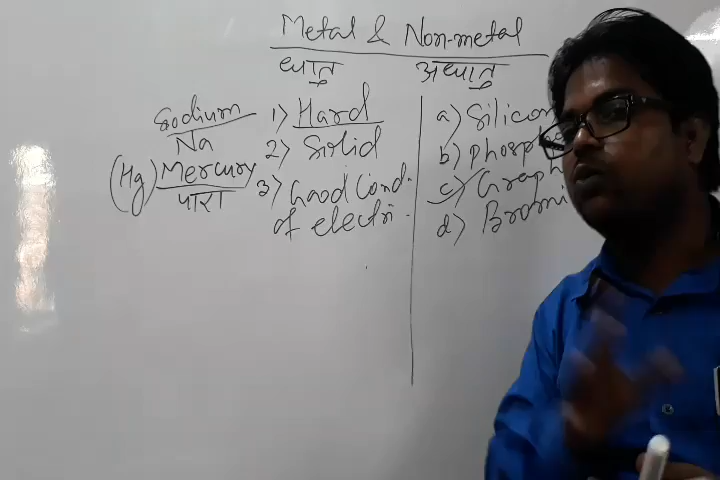 Metal & Non-metal
धातु अधातु
Sodium
Na
(Hg) Mercury
पारा
1) Hard
2) Solid
3) Good Cond.
of electri.
a) Silicon
b) Phosph
c) Graph
d) Bromi